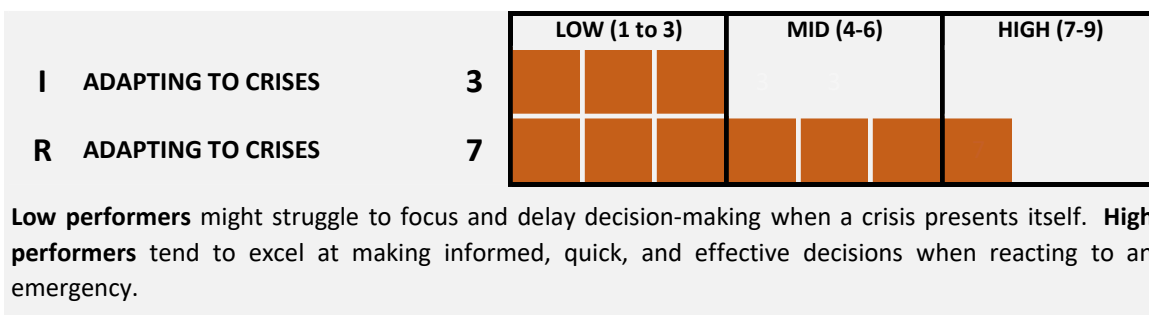 LOW (1 to 3) MID (4-6) HIGH (7-9)
I ADAPTING TO CRISES 3
R ADAPTING TO CRISES 7
Low performers might struggle to focus and delay decision-making when a crisis presents itself. High
performers tend to excel at making informed, quick, and effective decisions when reacting to an
emergency.